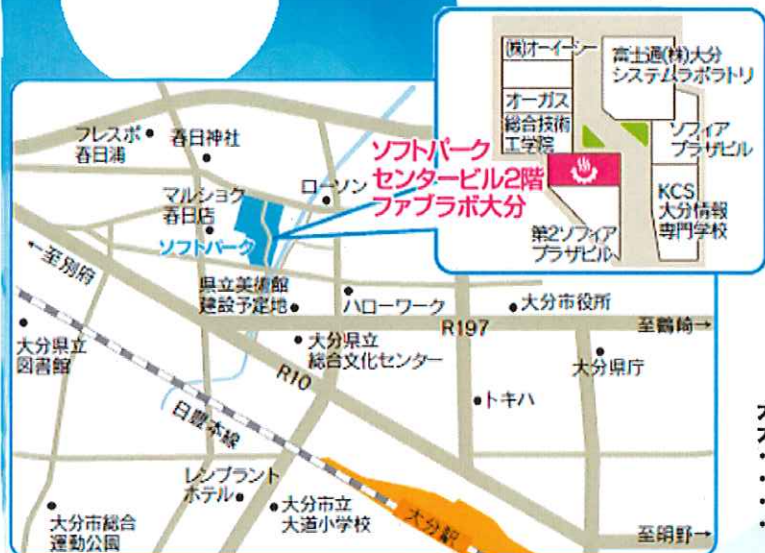 (株)オーイーシー
富士通(株)大分
システムラボラトリ
オーガス
総合技術
工学院
ソフィア
プラザビル
KCS
大分情報
専門学校
第2ソフィア
プラザビル
フレスポ
春日浦
春日神社
ソフトパーク
センタービル2階
ファブラボ大分
ローソン
マルショク
春日店
ソフトパーク
←至別府
県立美術館
建設予定地
ハローワーク
大分市役所
R197
至鶴崎→
大分県立
図書館
大分県立
総合文化センター
大分県庁
R10
トキハ
日豊本線
レンブラント
ホテル
大分市立
大道小学校
大分駅
大分市総合
運動公園
至明野→